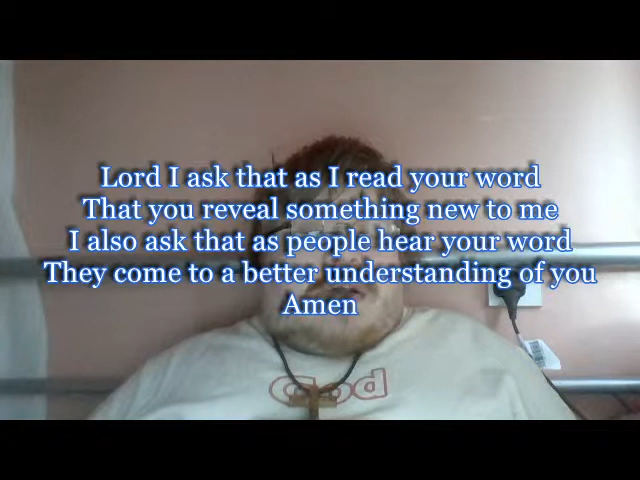 Lord I ask that as I read your word
That you reveal something new to me
I also ask that as people hear your word
They come to a better understanding of you
Amen
God